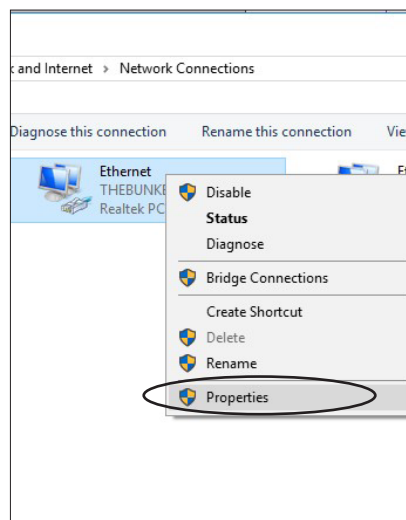 and Internet > Network Connections
Diagnose this connection Rename this connection
Ethernet
THEBUNKE
Realtek PC
Disable
Status
Diagnose
Bridge Connections
Create Shortcut
Delete
Rename
Properties